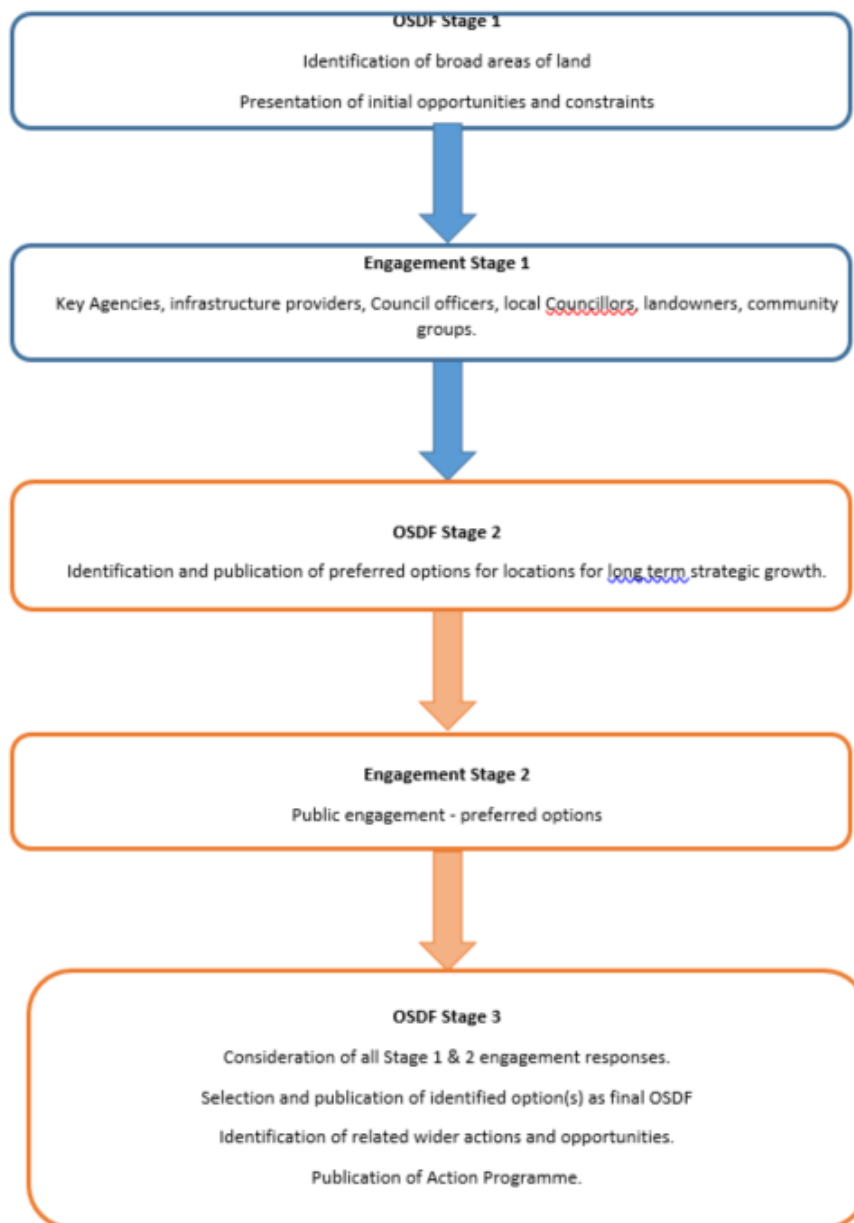 OSDF Stage 1
Identification of broad areas of land
Presentation of initial opportunities and constraints
Engagement Stage 1
Key Agencies, infrastructure providers, Council officers, local Councillors, landowners, community
groups.
OSDF Stage 2
Identification and publication of preferred options for locations for long term strategic growth.
Engagement Stage 2
Public engagement - preferred options
OSDF Stage 3
Consideration of all Stage 1 & 2 engagement responses.
Selection and publication of identified option(s) as final OSDF
Identification of related wider actions and opportunities.
Publication of Action Programme.